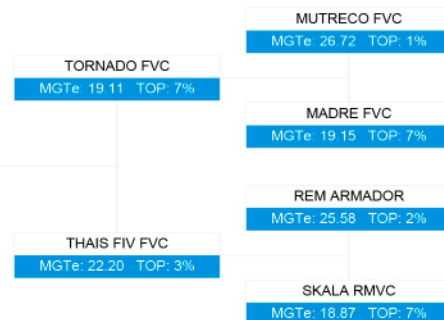 MUTRECO FVC
MGTe: 26.72 TOP: 1%
TORNADO FVC
MGTe: 19.11 TOP: 7%
MADRE FVC
MGTe: 19.15 TOP: 7%
REM ARMADOR
MGTe: 25.58 TOP: 2%
THAIS FIV FVC
MGTe: 22.20 TOP: 3%
SKALA RMVC
MGTe: 18.87 TOP: 7%